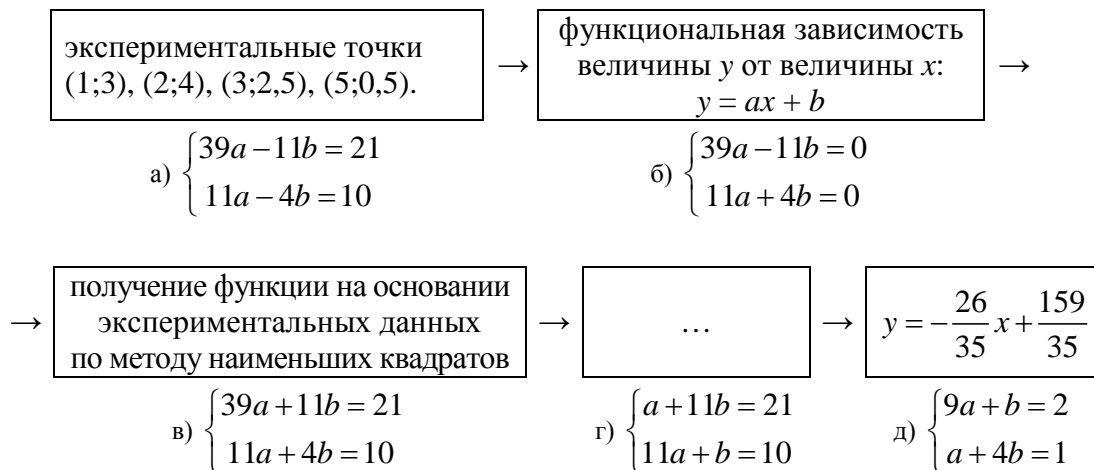 экспериментальные точки
(1;3), (2;4), (3;2,5), (5;0,5).
→
функциональная зависимость
величины y от величины x:
y = ax + b
→
а) { 39a − 11b = 21
11a − 4b = 10
б) { 39a − 11b = 0
11a + 4b = 0
→
получение функции на основании
экспериментальных данных
по методу наименьших квадратов
→
…
→
y = −26/35 x + 159/35
в) { 39a + 11b = 21
11a + 4b = 10
г) { a + 11b = 21
11a + b = 10
д) { 9a + b = 2
a + 4b = 1